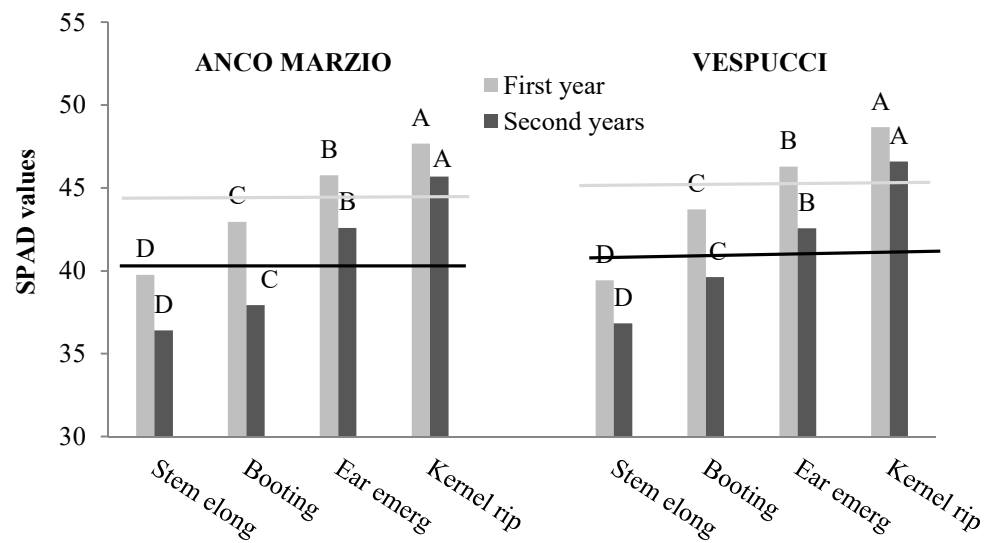 55
ANCO MARZIO
VESPUCCI
First year
Second years
50
A
A
B
B
A
A
45
C
B
C
B
D
C
D
C
40
D
D
35
30
SPAD values
Stem elong
Booting
Ear emerg
Kernel rip
Stem elong
Booting
Ear emerg
Kernel rip